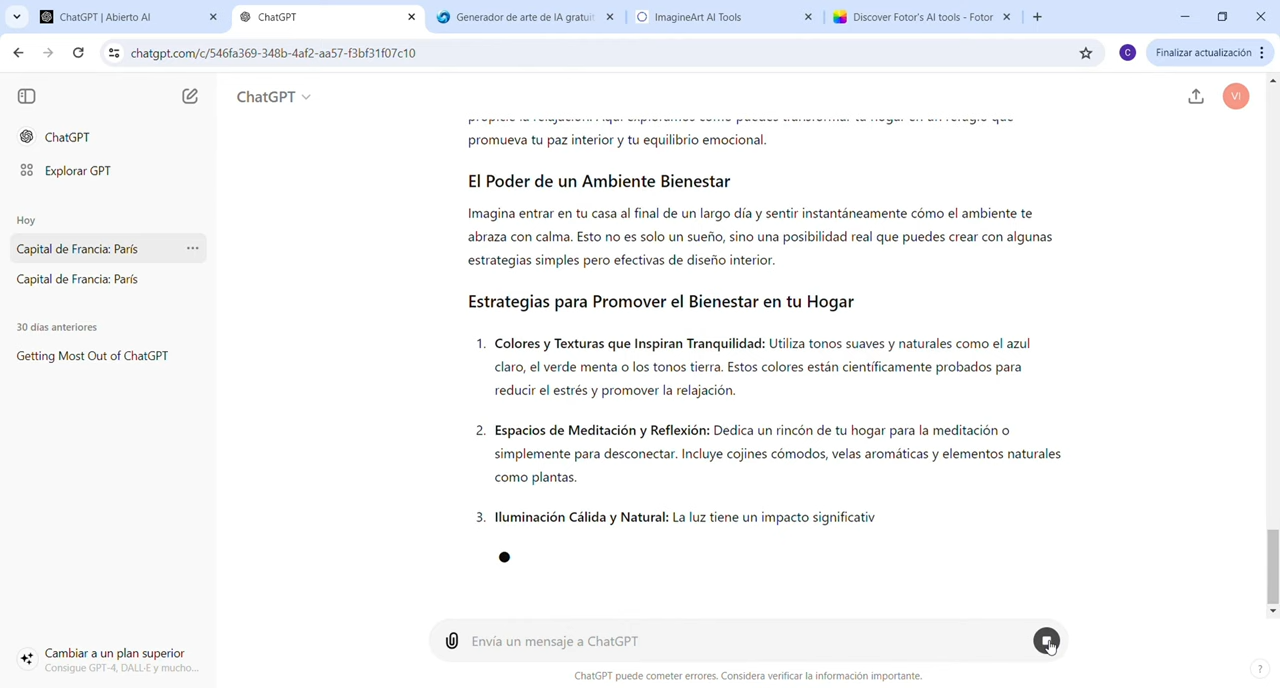 ChatGPT | Abierto AI
ChatGPT
Generador de arte de IA gratuit
ImagineArt AI Tools
Discover Fotor's AI tools - Fotor
chatgpt.com/c/546fa369-348b-4af2-aa57-f3bf31f07c10
C
Finalizar actualización
ChatGPT
VI
ChatGPT
Explorar GPT
Hoy
Capital de Francia: París
Capital de Francia: París
30 días anteriores
Getting Most Out of ChatGPT
Cambiar a un plan superior
Consigue GPT-4, DALL·E y mucho...
promueva tu paz interior y tu equilibrio emocional.
El Poder de un Ambiente Bienestar
Imagina entrar en tu casa al final de un largo día y sentir instantáneamente cómo el ambiente te
abraza con calma. Esto no es solo un sueño, sino una posibilidad real que puedes crear con algunas
estrategias simples pero efectivas de diseño interior.
Estrategias para Promover el Bienestar en tu Hogar
1. Colores y Texturas que Inspiran Tranquilidad: Utiliza tonos suaves y naturales como el azul
claro, el verde menta o los tonos tierra. Estos colores están científicamente probados para
reducir el estrés y promover la relajación.
2. Espacios de Meditación y Reflexión: Dedica un rincón de tu hogar para la meditación o
simplemente para desconectar. Incluye cojines cómodos, velas aromáticas y elementos naturales
como plantas.
3. Iluminación Cálida y Natural: La luz tiene un impacto significativ
Envía un mensaje a ChatGPT
ChatGPT puede cometer errores. Considera verificar la información importante.
?